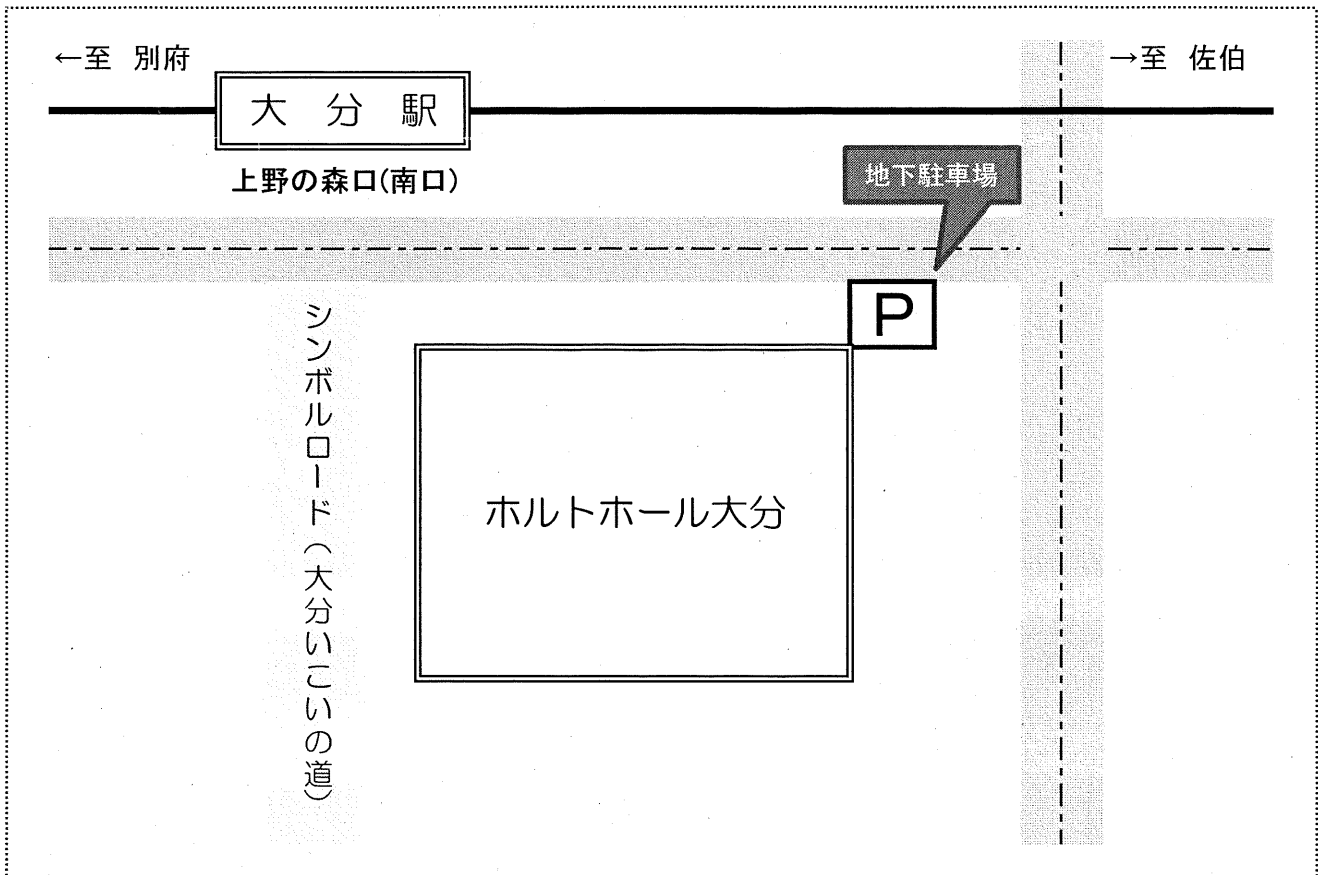 ←至 別府
→至 佐伯
大分駅
上野の森口(南口)
地下駐車場
P
シンボルロード（大分いこいの道）
ホルトホール大分